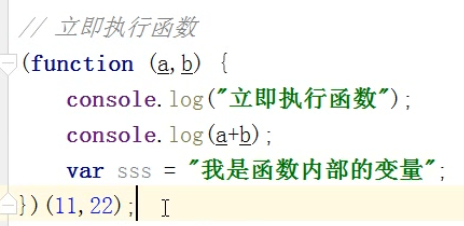 // 立即执行函数
(function (a,b) {
    console.log("立即执行函数");
    console.log(a+b);
    var sss = "我是函数内部的变量";
})(11,22);